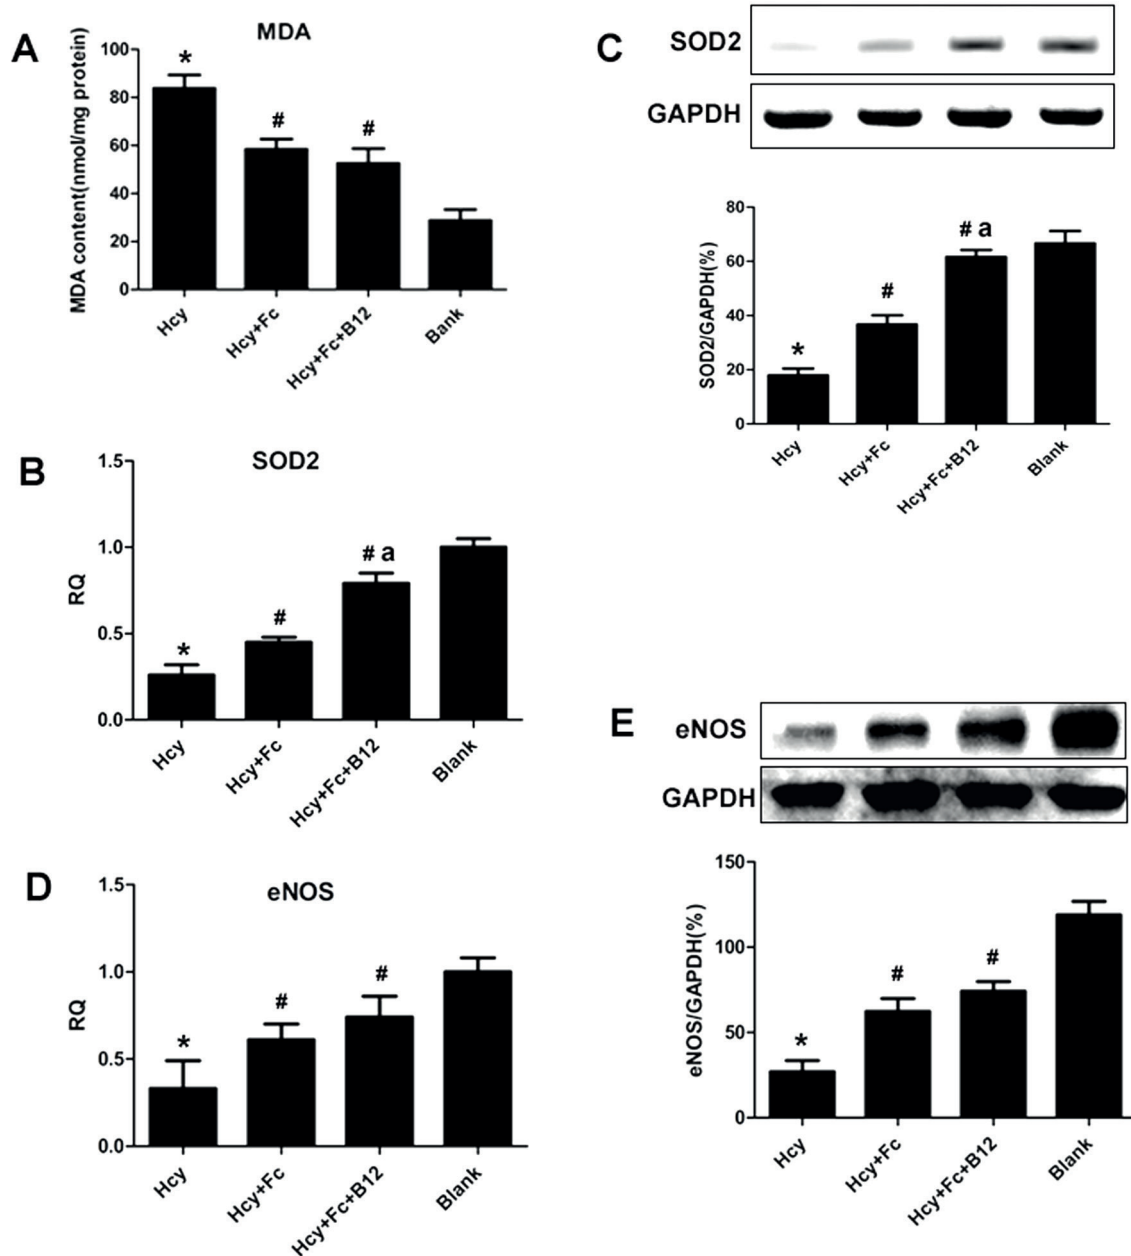 A
MDA
MDA content(nmol/mg protein)
100
80
60
40
20
0
*
#
#
Hcy
Hcy+Fc
Hcy+Fc+B12
Bank
C
SOD2
GAPDH
SOD2/GAPDH(%)
80
60
40
20
0
*
#
# a
Hcy
Hcy+Fc
Hcy+Fc+B12
Blank
B
SOD2
RQ
1.5
1.0
0.5
0.0
*
#
# a
Hcy
Hcy+Fc
Hcy+Fc+B12
Blank
D
eNOS
RQ
1.5
1.0
0.5
0.0
*
#
#
Hcy
Hcy+Fc
Hcy+Fc+B12
Blank
E
eNOS
GAPDH
eNOS/GAPDH(%)
150
100
50
0
*
#
#
Hcy
Hcy+Fc
Hcy+Fc+B12
Blank